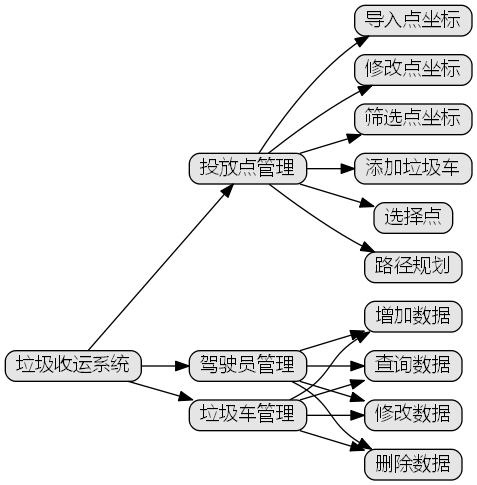 导入点坐标
修改点坐标
筛选点坐标
投放点管理
添加垃圾车
选择点
路径规划
增加数据
垃圾收运系统
驾驶员管理
查询数据
垃圾车管理
修改数据
删除数据